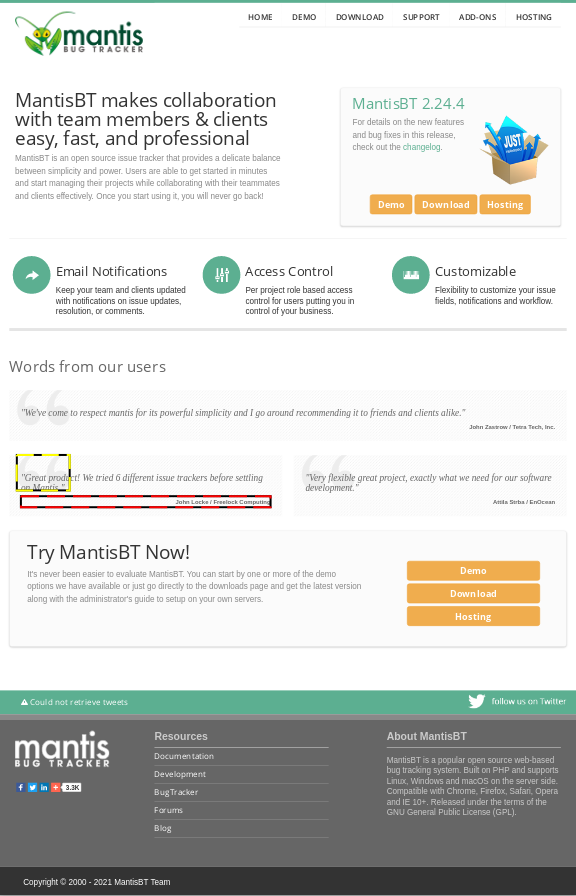 mantis
BUG TRACKER
HOME DEMO DOWNLOAD SUPPORT ADD-ONS HOSTING
MantisBT makes collaboration
with team members & clients
easy, fast, and professional
MantisBT is an open source issue tracker that provides a delicate balance
between simplicity and power. Users are able to get started in minutes
and start managing their projects while collaborating with their teammates
and clients effectively. Once you start using it, you will never go back!
MantisBT 2.24.4
For details on the new features
and bug fixes in this release,
check out the changelog.
JUST
Demo Download Hosting
Email Notifications
Keep your team and clients updated
with notifications on issue updates,
resolution, or comments.
Access Control
Per project role based access
control for users putting you in
control of your business.
Customizable
Flexibility to customize your issue
fields, notifications and workflow.
Words from our users
"We've come to respect mantis for its powerful simplicity and I go around recommending it to friends and clients alike."
John Zastrow / Tetra Tech, Inc.
"Great product! We tried 6 different issue trackers before settling
on Mantis."
John Locke / Freelock Computing
"Very flexible great project, exactly what we need for our software
development."
Attila Strba / EnOcean
Try MantisBT Now!
It's never been easier to evaluate MantisBT. You can start by one or more of the demo
options we have available or just go directly to the downloads page and get the latest version
along with the administrator's guide to setup on your own servers.
Demo
Download
Hosting
Could not retrieve tweets
follow us on Twitter
mantis
BUG TRACKER
3.3K
Resources
Documentation
Development
BugTracker
Forums
Blog
About MantisBT
MantisBT is a popular open source web-based
bug tracking system. Built on PHP and supports
Linux, Windows and macOS on the server side.
Compatible with Chrome, Firefox, Safari, Opera
and IE 10+. Released under the terms of the
GNU General Public License (GPL).
Copyright © 2000 - 2021 MantisBT Team